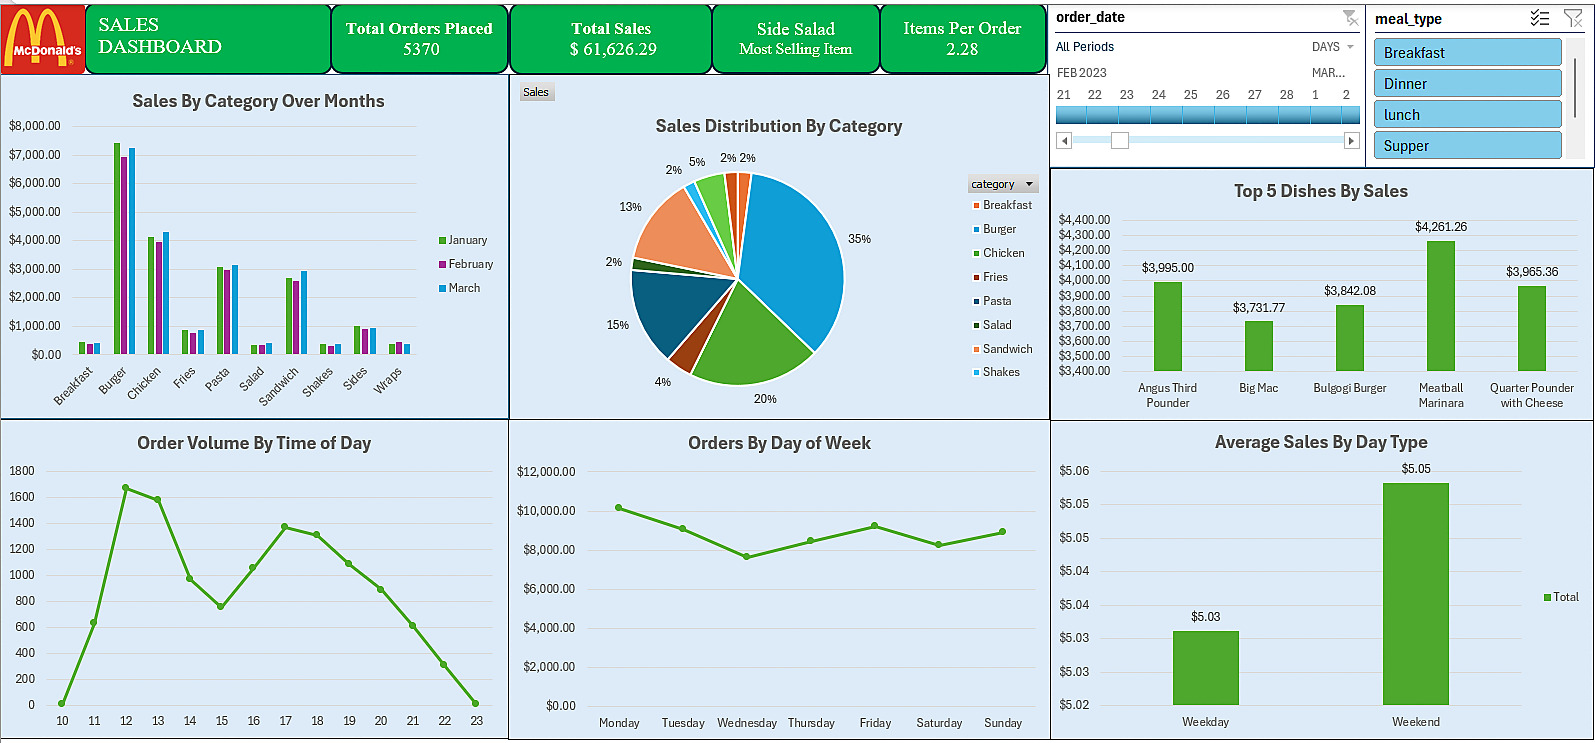 McDonald's
SALES
DASHBOARD
Total Orders Placed
5370
Total Sales
$ 61,626.29
Side Salad
Most Selling Item
Items Per Order
2.28
order_date
All Periods
DAYS
FEB 2023
MAR...
21 22 23 24 25 26 27 28 1 2
meal_type
Breakfast
Dinner
lunch
Supper
Sales By Category Over Months
$8,000.00
$7,000.00
$6,000.00
$5,000.00
$4,000.00
$3,000.00
$2,000.00
$1,000.00
$0.00
Breakfast
Burger
Chicken
Fries
Pasta
Salad
Sandwich
Shakes
Sides
Wraps
January
February
March
Sales
Sales Distribution By Category
2%
35%
20%
4%
15%
2%
13%
2%
5%
2%
category
Breakfast
Burger
Chicken
Fries
Pasta
Salad
Sandwich
Shakes
Top 5 Dishes By Sales
$4,400.00
$4,300.00
$4,200.00
$4,100.00
$4,000.00
$3,900.00
$3,800.00
$3,700.00
$3,600.00
$3,500.00
$3,400.00
$3,995.00
$3,731.77
$3,842.08
$4,261.26
$3,965.36
Angus Third
Pounder
Big Mac
Bulgogi Burger
Meatball
Marinara
Quarter Pounder
with Cheese
Order Volume By Time of Day
1800
1600
1400
1200
1000
800
600
400
200
0
10 11 12 13 14 15 16 17 18 19 20 21 22 23
Orders By Day of Week
$12,000.00
$10,000.00
$8,000.00
$6,000.00
$4,000.00
$2,000.00
$0.00
Monday Tuesday Wednesday Thursday Friday Saturday Sunday
Average Sales By Day Type
$5.06
$5.05
$5.05
$5.04
$5.04
$5.03
$5.03
$5.02
$5.03
$5.05
Weekday
Weekend
Total